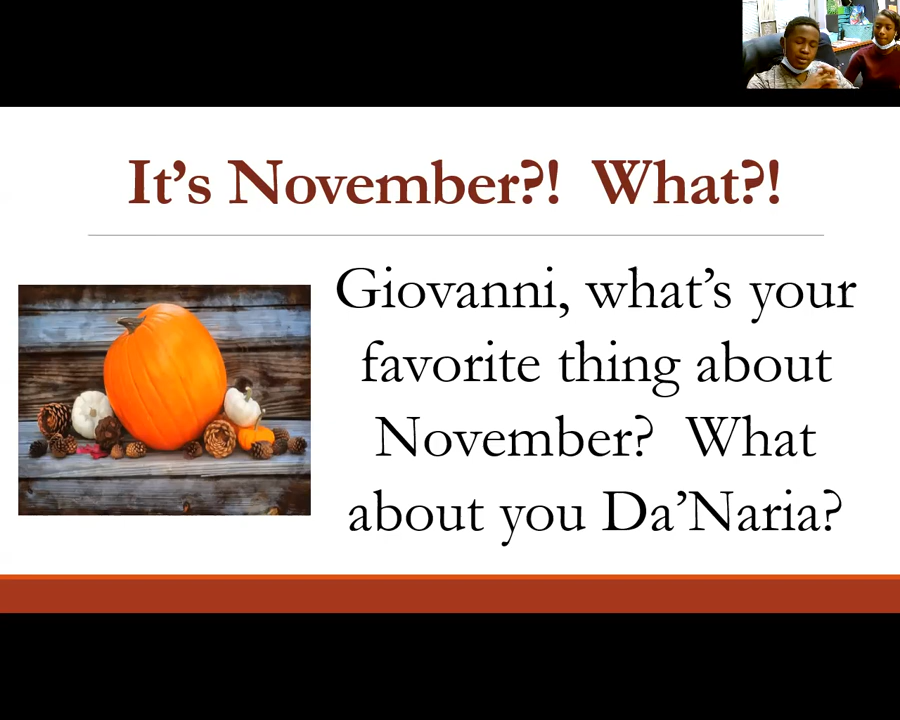 It’s November?!  What?!
Giovanni, what’s your
favorite thing about
November?  What
about you Da’Naria?